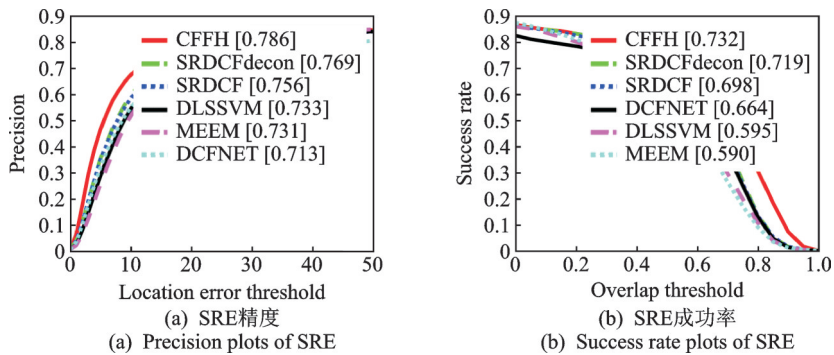 1.0
0.9
0.8
0.7
0.6
0.5
0.4
0.3
0.2
0.1
0
Precision
CFFH [0.786]
SRDCFdecon [0.769]
SRDCF [0.756]
DLSSVM [0.733]
MEEM [0.731]
DCFNET [0.713]
0 10 20 30 40 50
Location error threshold
(a) SRE精度
(a) Precision plots of SRE
1.0
0.9
0.8
0.7
0.6
0.5
0.4
0.3
0.2
0.1
0
Success rate
CFFH [0.732]
SRDCFdecon [0.719]
SRDCF [0.698]
DCFNET [0.664]
DLSSVM [0.595]
MEEM [0.590]
0 0.2 0.4 0.6 0.8 1.0
Overlap threshold
(b) SRE成功率
(b) Success rate plots of SRE